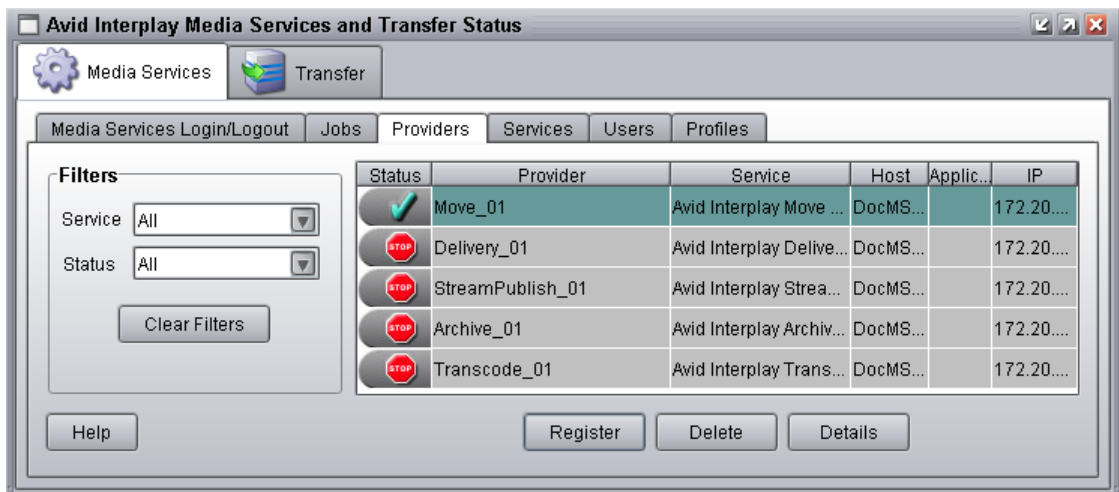 Avid Interplay Media Services and Transfer Status
Media Services Transfer
Media Services Login/Logout Jobs Providers Services Users Profiles
Filters
Service All
Status All
Clear Filters
Status Provider Service Host Applic... IP
Move_01 Avid Interplay Move ... DocMS... 172.20....
STOP Delivery_01 Avid Interplay Delive... DocMS... 172.20....
STOP StreamPublish_01 Avid Interplay Strea... DocMS... 172.20....
STOP Archive_01 Avid Interplay Archiv... DocMS... 172.20....
STOP Transcode_01 Avid Interplay Trans... DocMS... 172.20....
Help Register Delete Details